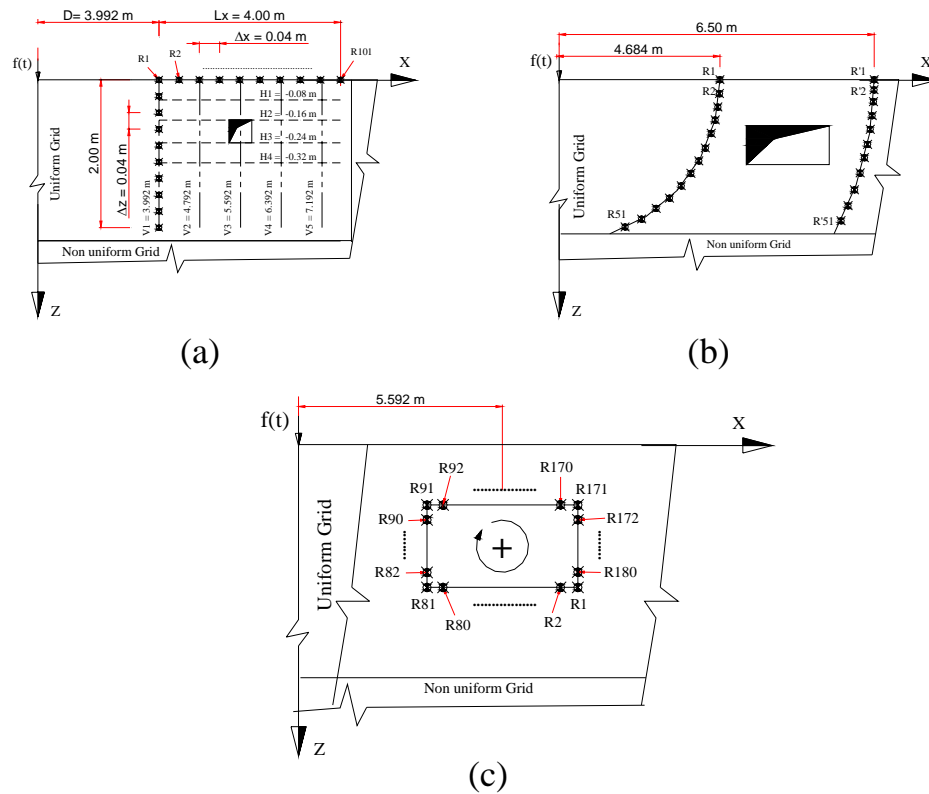 D= 3.992 m
Lx = 4.00 m
Δx = 0.04 m
f(t)
R1
R2
R101
X
H1 = -0.08 m
H2 = -0.16 m
H3 = -0.24 m
H4 = -0.32 m
Uniform Grid
2.00 m
Δz = 0.04 m
V1 = 3.992 m
V2 = 4.792 m
V3 = 5.592 m
V4 = 6.392 m
V5 = 7.192 m
Non uniform Grid
Z
(a)
6.50 m
4.684 m
f(t)
R1
R2
R'1
R'2
X
Uniform Grid
R51
R'51
Non uniform Grid
Z
(b)
5.592 m
f(t)
X
R92
R170
R91
R171
R90
R172
R82
R180
R81
R80
R2
R1
Uniform Grid
Non uniform Grid
Z
(c)